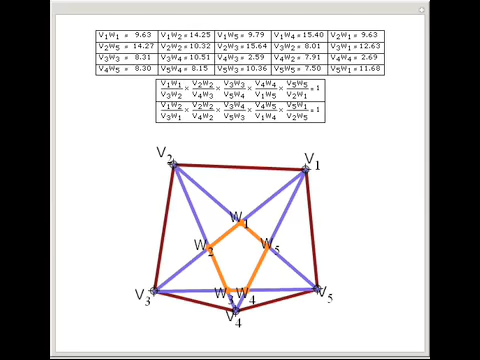 V₁W₁= 9.63 V₁W₂= 14.25 V₁W₅= 9.79 V₁W₄= 15.40 V₂W₁= 9.63
V₂W₅= 14.27 V₂W₂= 10.32 V₂W₃= 15.64 V₃W₂= 8.01 V₃W₁= 12.63
V₃W₃= 8.31 V₃W₄= 10.51 V₄W₃= 2.59 V₄W₂= 7.91 V₄W₄= 2.69
V₄W₅= 8.30 V₅W₄= 8.15 V₅W₃= 10.36 V₅W₅= 7.50 V₅W₁= 11.68
V₁W₁/V₃W₂ × V₂W₂/V₄W₃ × V₃W₃/V₅W₄ × V₄W₄/V₁W₅ × V₅W₅/V₂W₁ = 1
V₁W₂/V₃W₁ × V₂W₃/V₄W₂ × V₃W₄/V₅W₃ × V₄W₅/V₁W₄ × V₅W₁/V₂W₅ = 1
V₂ V₁
W₁
W₂ W₅
V₃ W₃ W₄ V₅
V₄